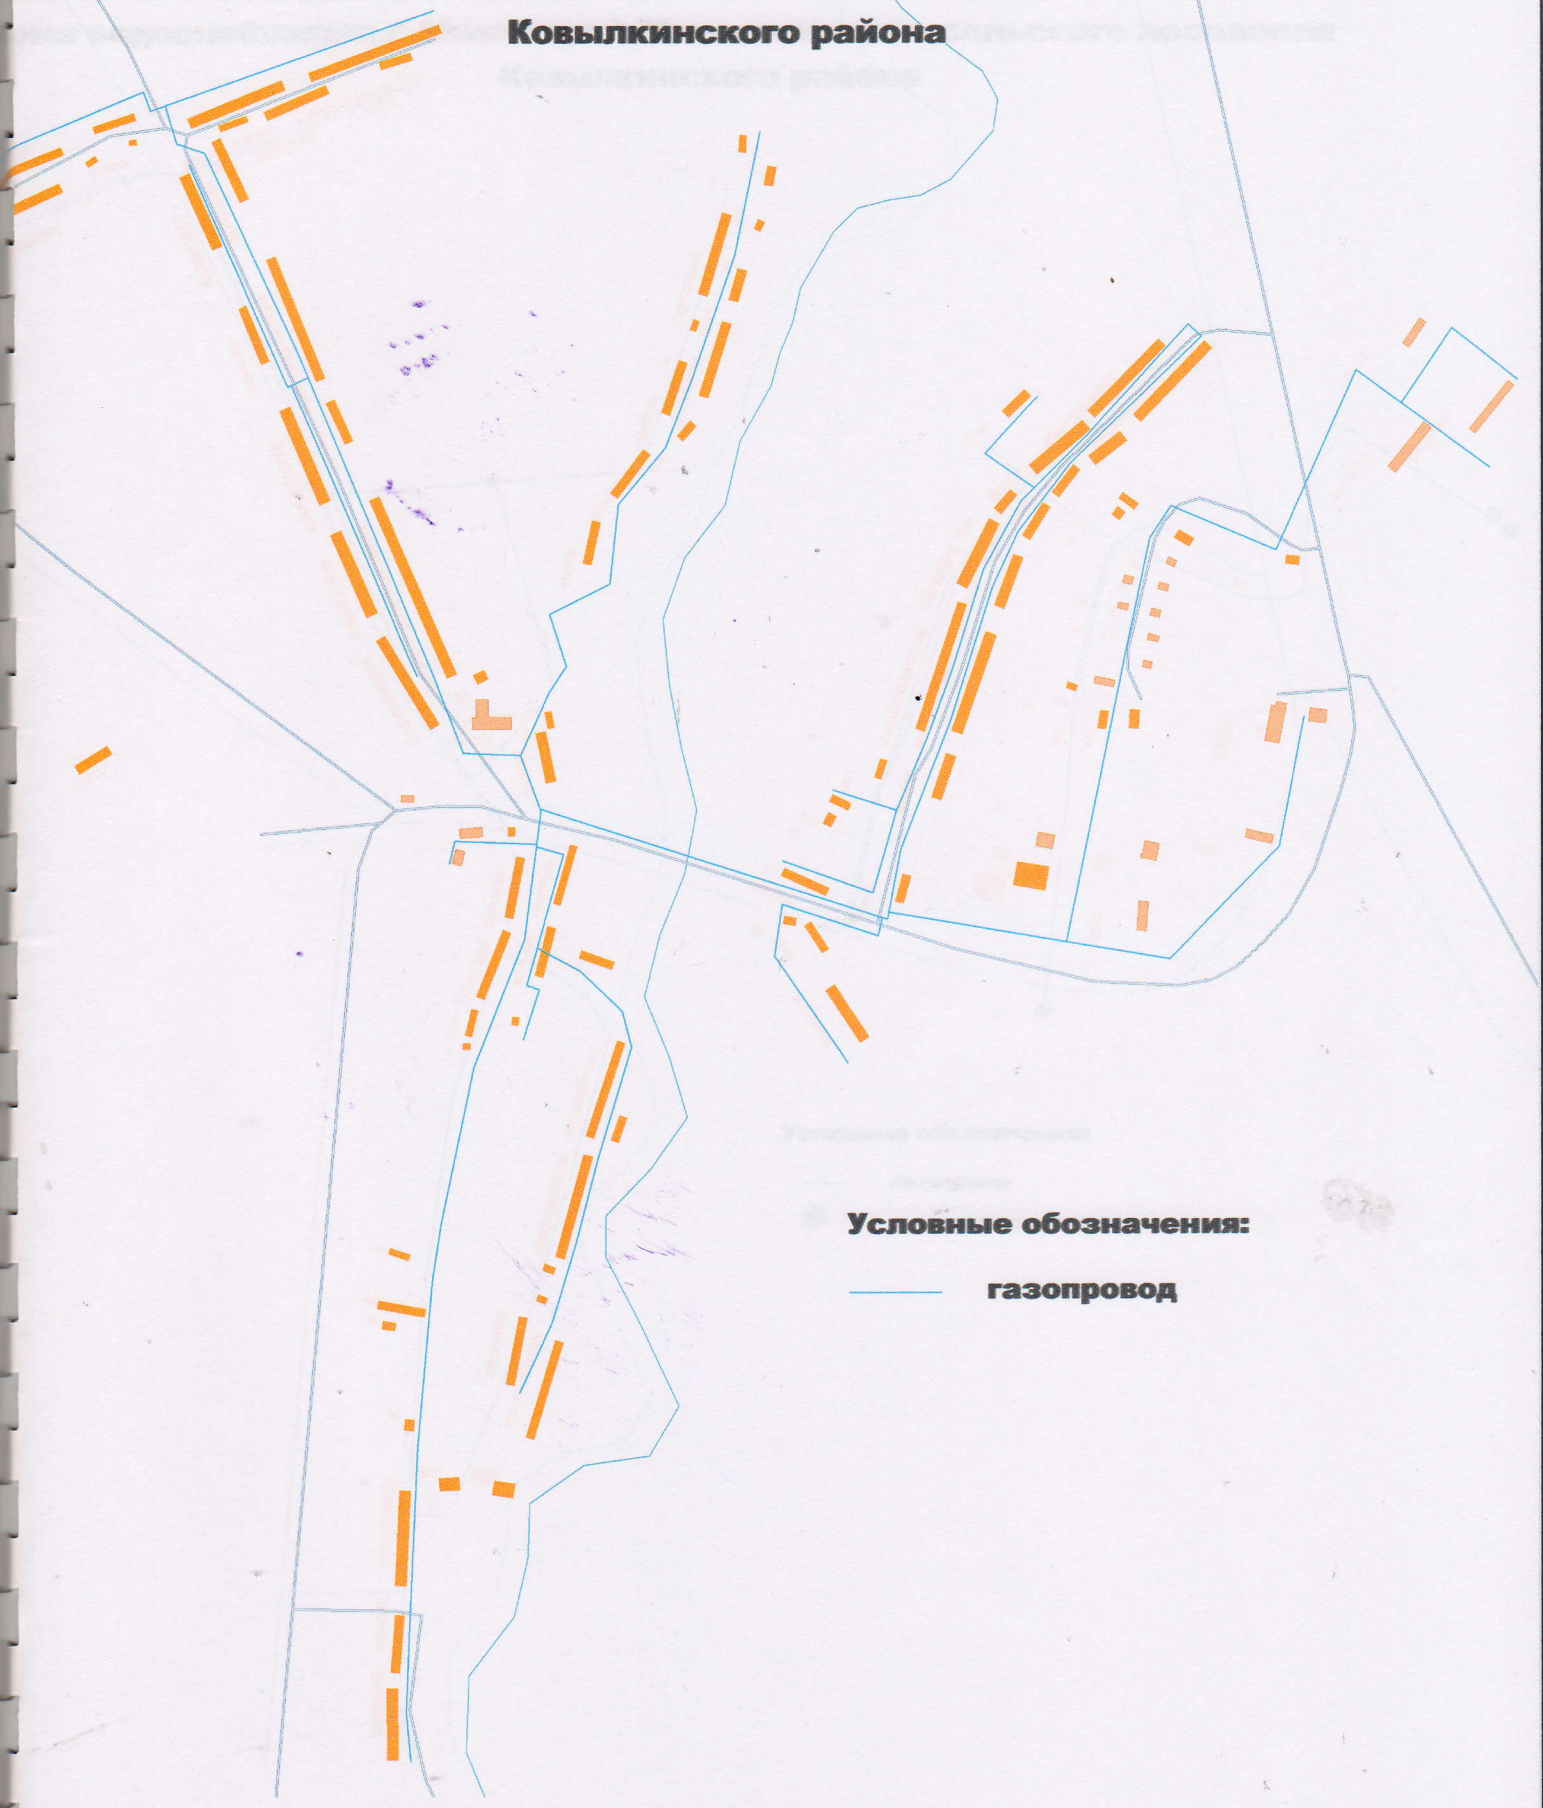 Ковылкинского района
Условные обозначения:
газопровод